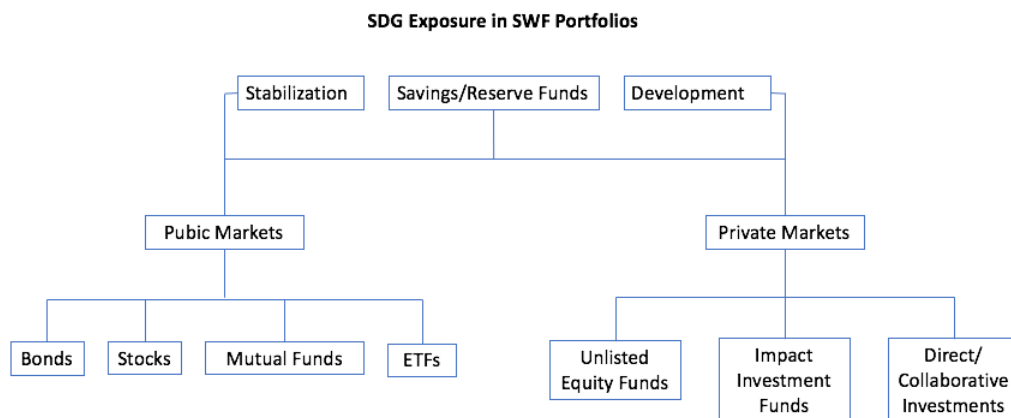 SDG Exposure in SWF Portfolios
Stabilization
Savings/Reserve Funds
Development
Pubic Markets
Private Markets
Bonds
Stocks
Mutual Funds
ETFs
Unlisted
Equity Funds
Impact
Investment
Funds
Direct/
Collaborative
Investments